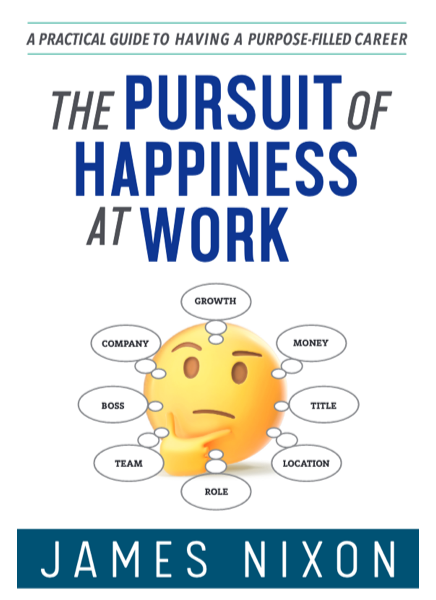 A PRACTICAL GUIDE TO HAVING A PURPOSE-FILLED CAREER
THE PURSUIT OF
HAPPINESS
AT WORK
GROWTH
COMPANY
MONEY
BOSS
TITLE
TEAM
LOCATION
ROLE
JAMES NIXON